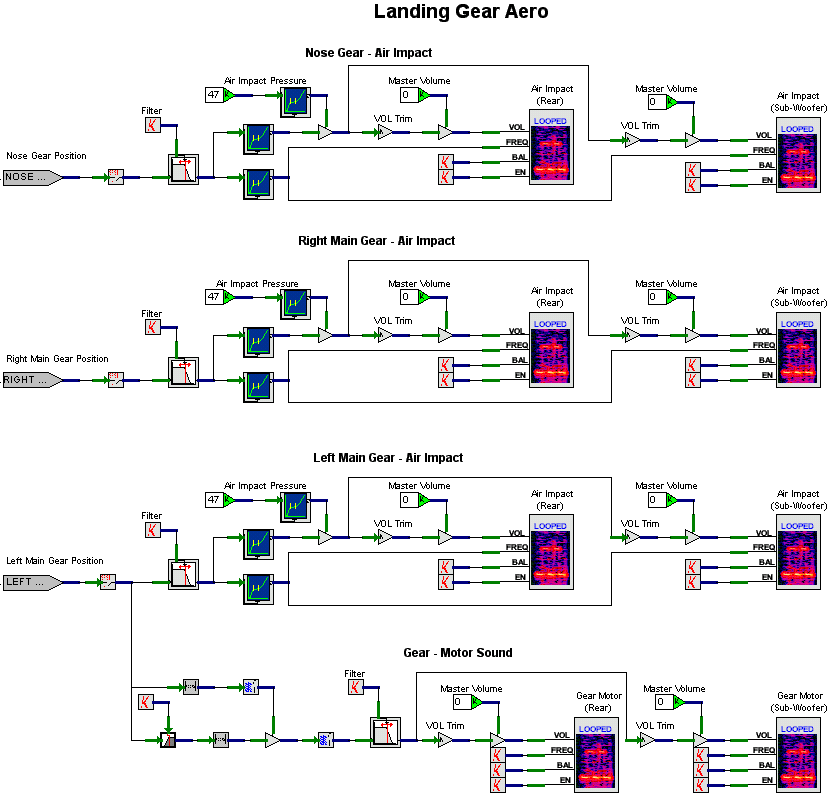 Landing Gear Aero
Nose Gear - Air Impact
Air Impact Pressure
Master Volume
Air Impact
(Rear)
Master Volume
Air Impact
(Sub-Woofer)
47
0
0
Filter
VOL Trim
LOOPED
VOL Trim
LOOPED
VOL
FREQ
BAL
EN
VOL
FREQ
BAL
EN
Nose Gear Position
NOSE ...
Right Main Gear - Air Impact
Air Impact Pressure
Master Volume
Air Impact
(Rear)
Master Volume
Air Impact
(Sub-Woofer)
47
0
0
Filter
VOL Trim
LOOPED
VOL Trim
LOOPED
VOL
FREQ
BAL
EN
VOL
FREQ
BAL
EN
Right Main Gear Position
RIGHT ...
Left Main Gear - Air Impact
Air Impact Pressure
Master Volume
Air Impact
(Rear)
Master Volume
Air Impact
(Sub-Woofer)
47
0
0
Filter
VOL Trim
LOOPED
VOL Trim
LOOPED
VOL
FREQ
BAL
EN
VOL
FREQ
BAL
EN
Left Main Gear Position
LEFT ...
Gear - Motor Sound
Filter
Master Volume
Gear Motor
(Rear)
Master Volume
Gear Motor
(Sub-Woofer)
0
0
VOL Trim
LOOPED
VOL Trim
LOOPED
VOL
FREQ
BAL
EN
VOL
FREQ
BAL
EN